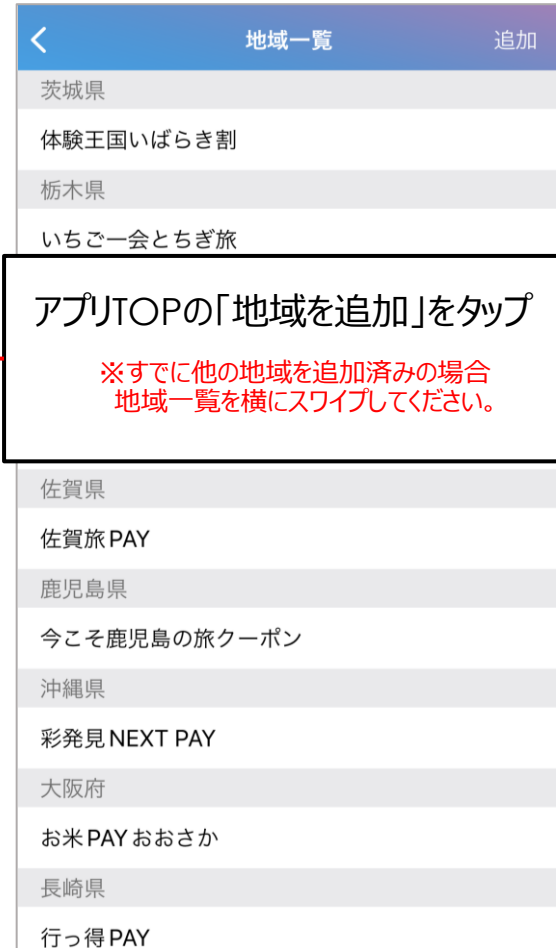 地域一覧 追加
茨城県
体験王国いばらき割
栃木県
いちご一会とちぎ旅
アプリTOPの「地域を追加」をタップ
※すでに他の地域を追加済みの場合
地域一覧を横にスワイプしてください。
佐賀県
佐賀旅PAY
鹿児島県
今こそ鹿児島の旅クーポン
沖縄県
彩発見NEXT PAY
大阪府
お米PAYおおさか
長崎県
行っ得PAY